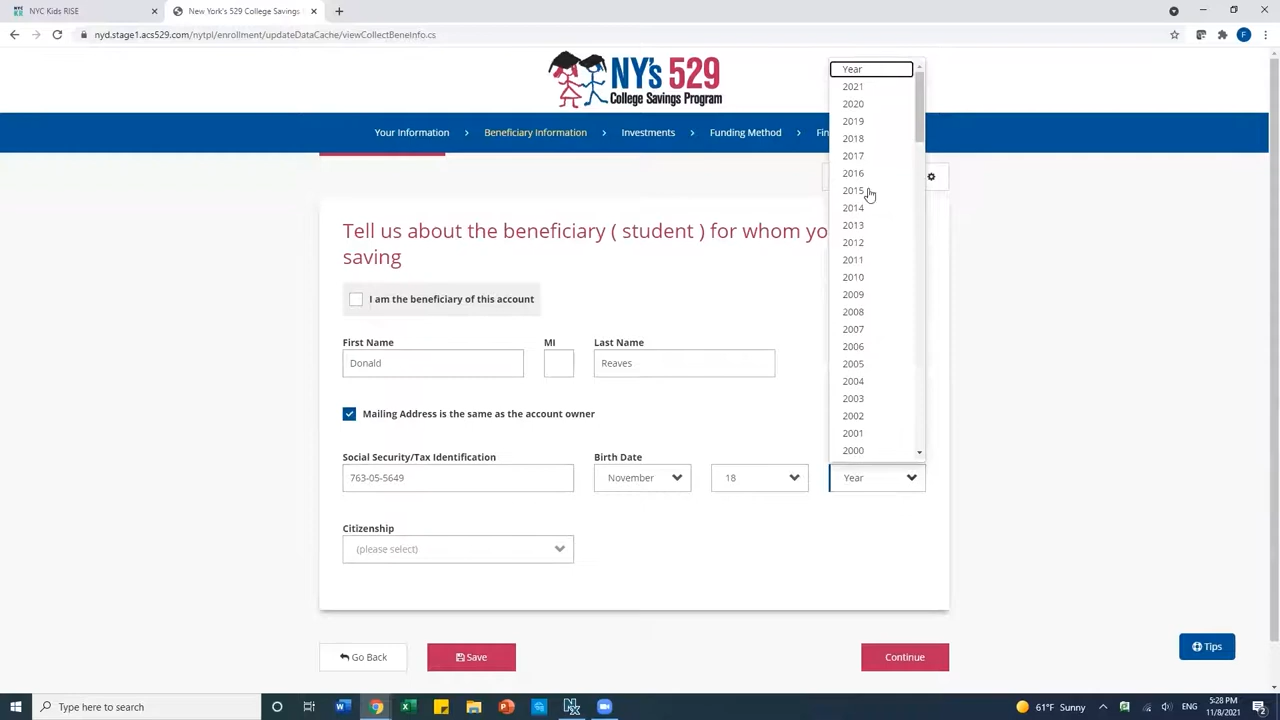 NYC Kids RISE
New York's 529 College Savings
nyd.stage1.acs529.com/nytpl/enrollment/updateDataCache/viewCollectBeneInfo.cs
F
NY's 529
College Savings Program
Your Information
Beneficiary Information
Investments
Funding Method
Fin
Year
2021
2020
2019
2018
2017
2016
2015
2014
2013
2012
2011
2010
2009
2008
2007
2006
2005
2004
2003
2002
2001
2000
Tell us about the beneficiary ( student ) for whom yo
saving
I am the beneficiary of this account
First Name MI Last Name
Donald Reaves
Mailing Address is the same as the account owner
Social Security/Tax Identification Birth Date
763-05-5649 November 18 Year
Citizenship
(please select)
Go Back Save Continue
Tips
Type here to search
61°F Sunny
5:28 PM
11/8/2021